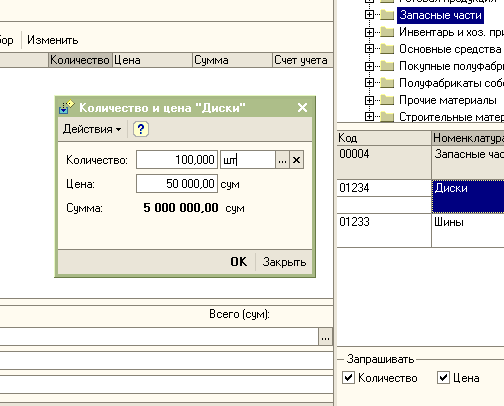 Готовая продукция
Запасные части
бор Изменить
Инвентарь и хоз. при
Основные средства
Количество Цена Сумма Счет учета
Покупные полуфабри
Полуфабрикаты собс
Прочие материалы
Строительные матер
Количество и цена "Диски"
Действия
Количество: 100,000 шт
Цена: 50 000,00 сум
Сумма: 5 000 000,00 сум
OK Закрыть
Код Номенклатура
00004 Запасные час
01234 Диски
01233 Шины
Всего (сум):
Запрашивать
Количество Цена